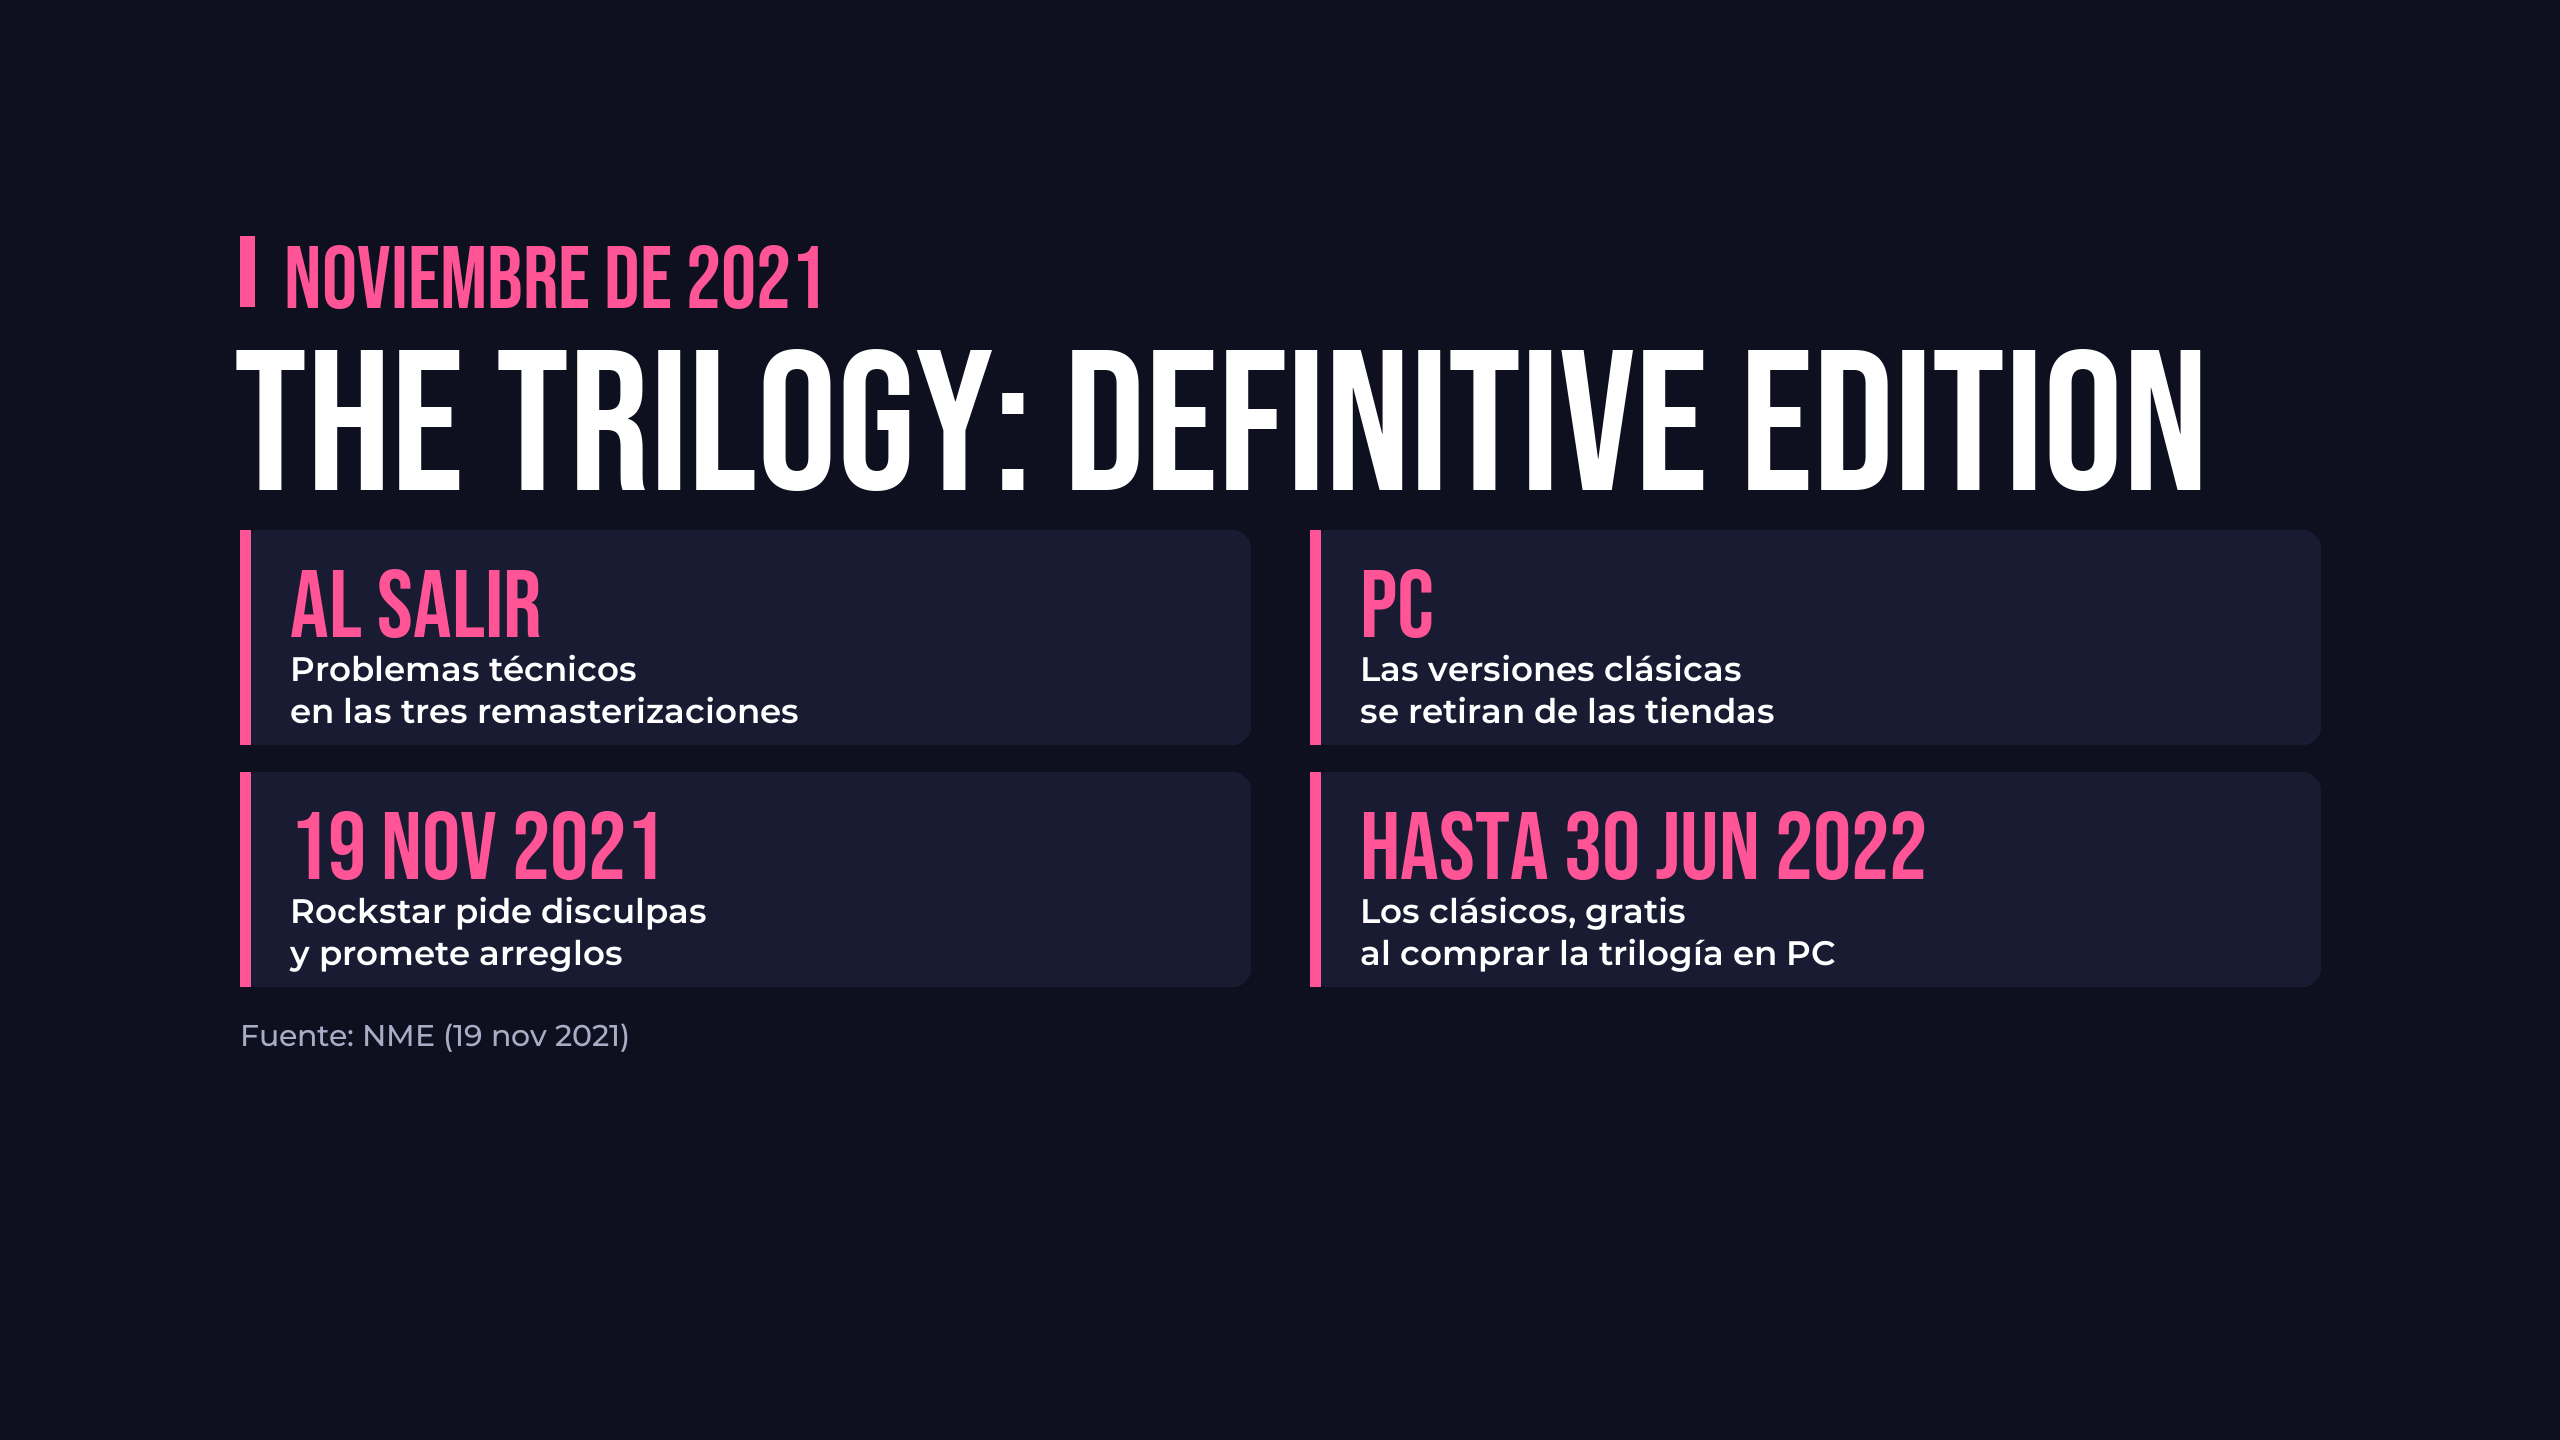 NOVIEMBRE DE 2021
THE TRILOGY: DEFINITIVE EDITION
AL SALIR
Problemas técnicos
en las tres remasterizaciones
PC
Las versiones clásicas
se retiran de las tiendas
19 NOV 2021
Rockstar pide disculpas
y promete arreglos
HASTA 30 JUN 2022
Los clásicos, gratis
al comprar la trilogía en PC
Fuente: NME (19 nov 2021)